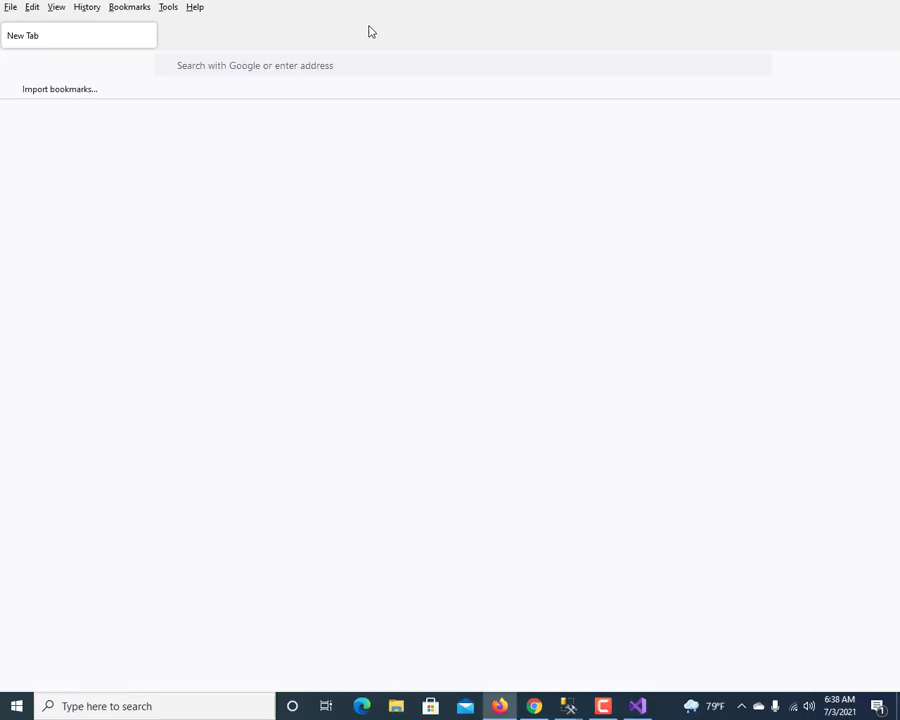 File Edit View History Bookmarks Tools Help
New Tab
Search with Google or enter address
Import bookmarks...
Type here to search
79°F
6:38 AM
7/3/2021
1